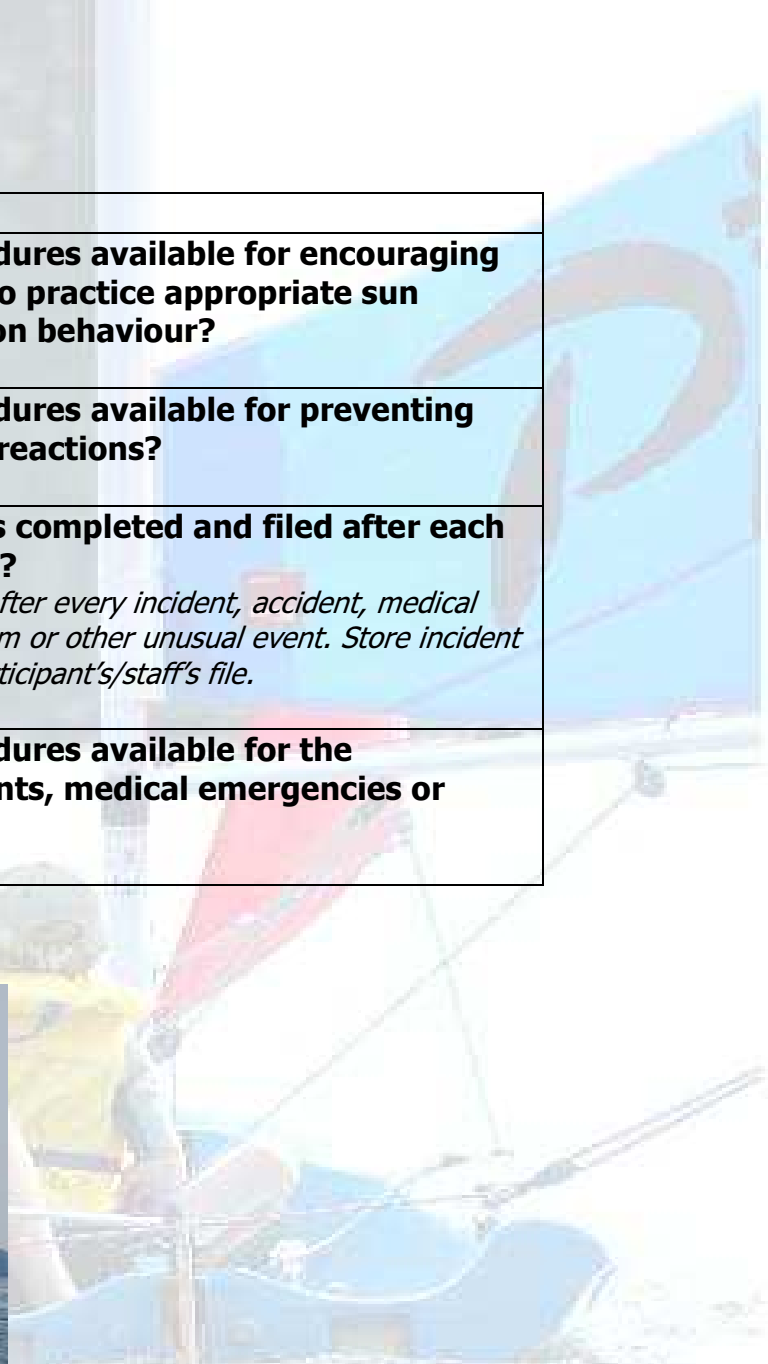 dures available for encouraging
o practice appropriate sun
on behaviour?
dures available for preventing
reactions?
s completed and filed after each
?
fter every incident, accident, medical
m or other unusual event. Store incident
ticipant's/staff's file.
dures available for the
nts, medical emergencies or